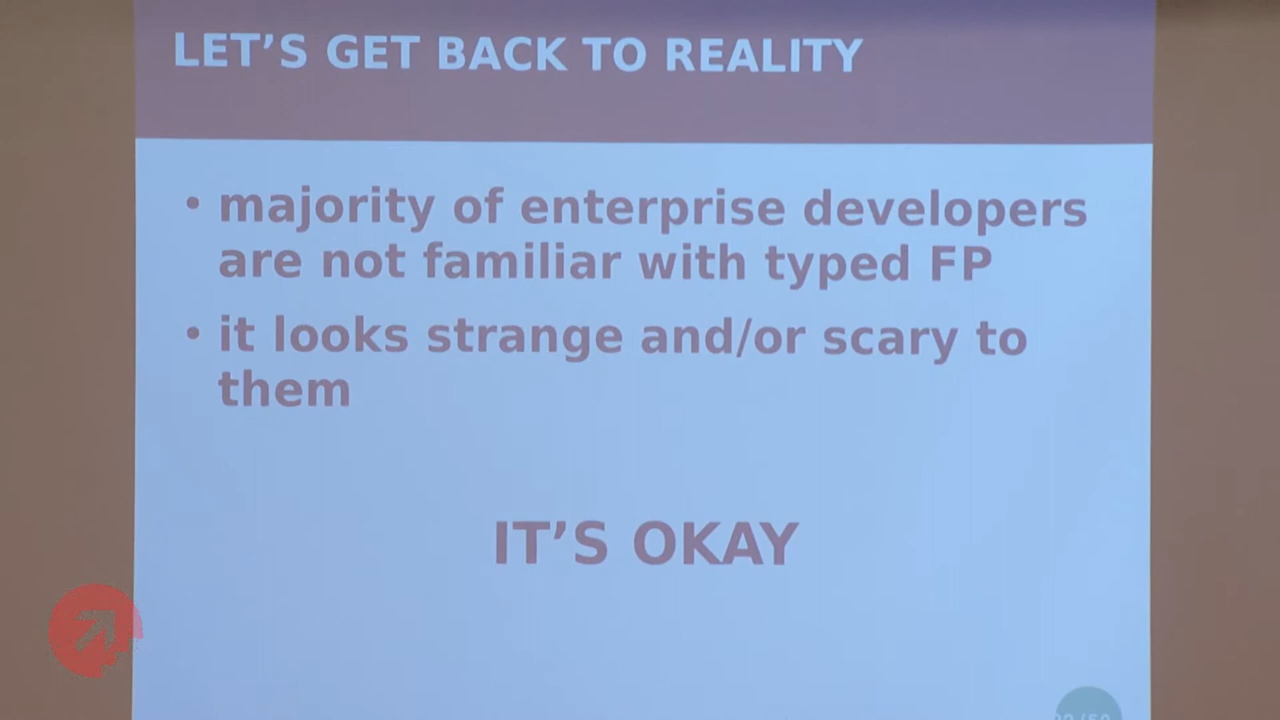 LET’S GET BACK TO REALITY
• majority of enterprise developers
are not familiar with typed FP
• it looks strange and/or scary to
them
IT’S OKAY